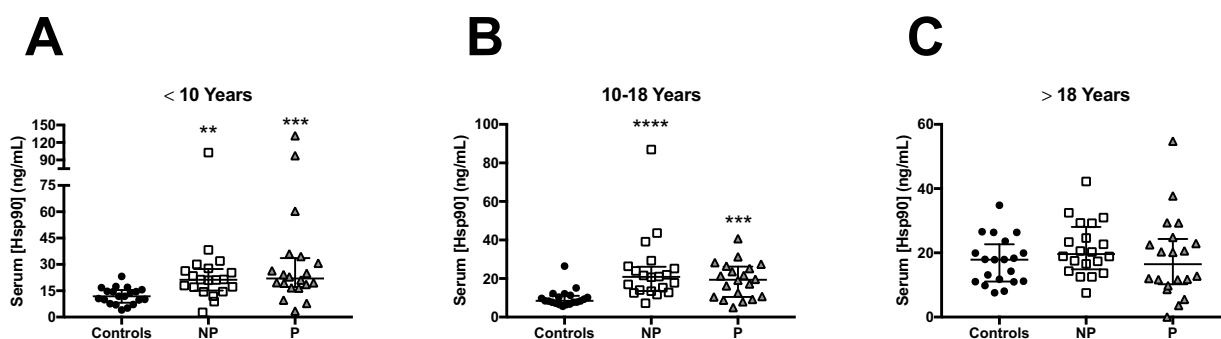 A
B
C
< 10 Years
10-18 Years
> 18 Years
Serum [Hsp90] (ng/mL)
150
120
90
75
60
45
30
15
0
**
***
Controls
NP
P
Serum [Hsp90] (ng/mL)
100
80
60
40
20
0
****
***
Controls
NP
P
Serum [Hsp90] (ng/mL)
60
40
20
0
Controls
NP
P